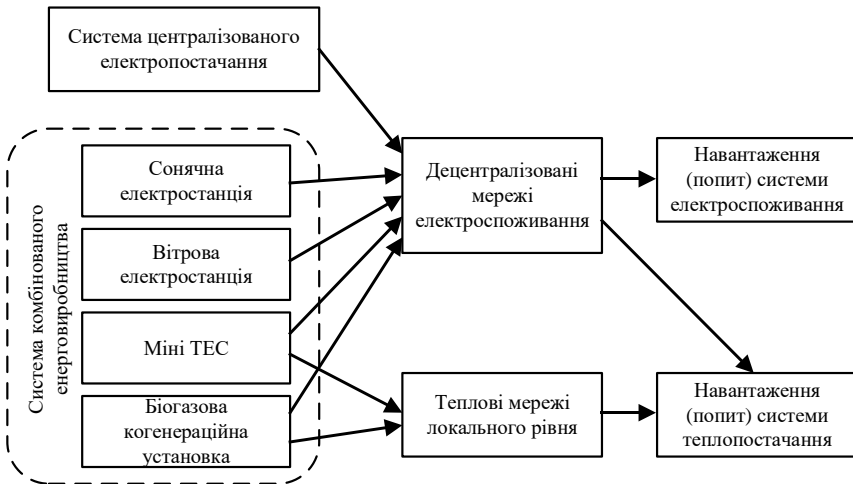 Система централізованого
електропостачання
Система комбінованого
енерговиробництва
Сонячна
електростанція
Вітрова
електростанція
Міні ТЕС
Біогазова
когенераційна
установка
Децентралізовані
мережі
електроспоживання
Теплові мережі
локального рівня
Навантаження
(попит) системи
електроспоживання
Навантаження
(попит) системи
теплопостачання